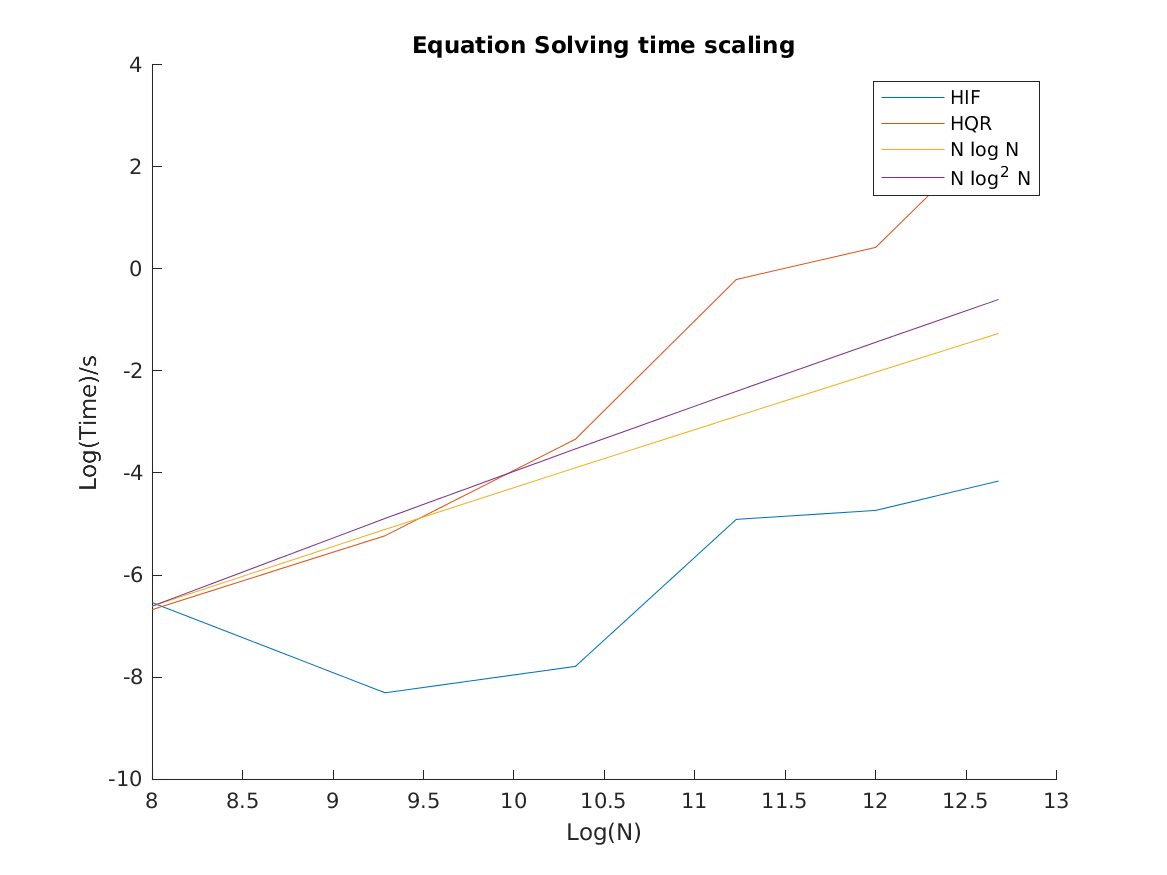 Equation Solving time scaling
4
2
0
-2
-4
-6
-8
-10
Log(Time)/s
HIF
HQR
N log N
N log² N
8 8.5 9 9.5 10 10.5 11 11.5 12 12.5 13
Log(N)